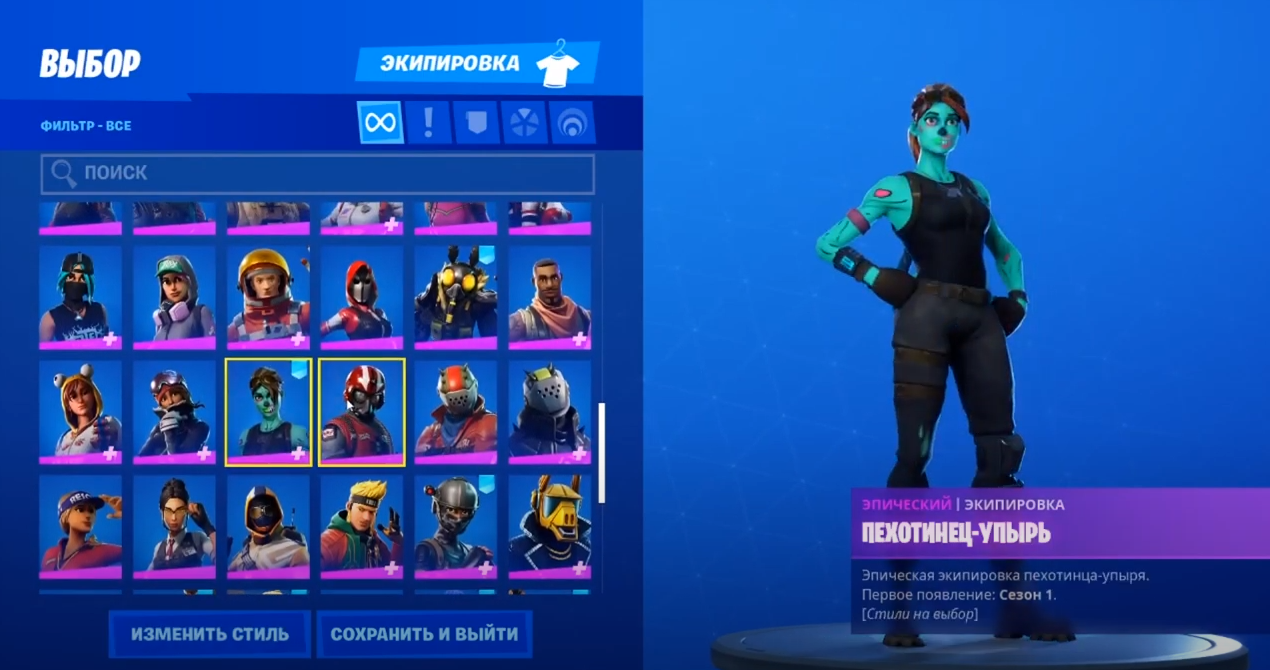 ВЫБОР
ЭКИПИРОВКА
ФИЛЬТР - ВСЕ
ПОИСК
ИЗМЕНИТЬ СТИЛЬ
СОХРАНИТЬ И ВЫЙТИ
ЭПИЧЕСКИЙ | ЭКИПИРОВКА
ПЕХОТИНЕЦ-УПЫРЬ
Эпическая экипировка пехотинца-упыря.
Первое появление: Сезон 1.
[Стили на выбор]